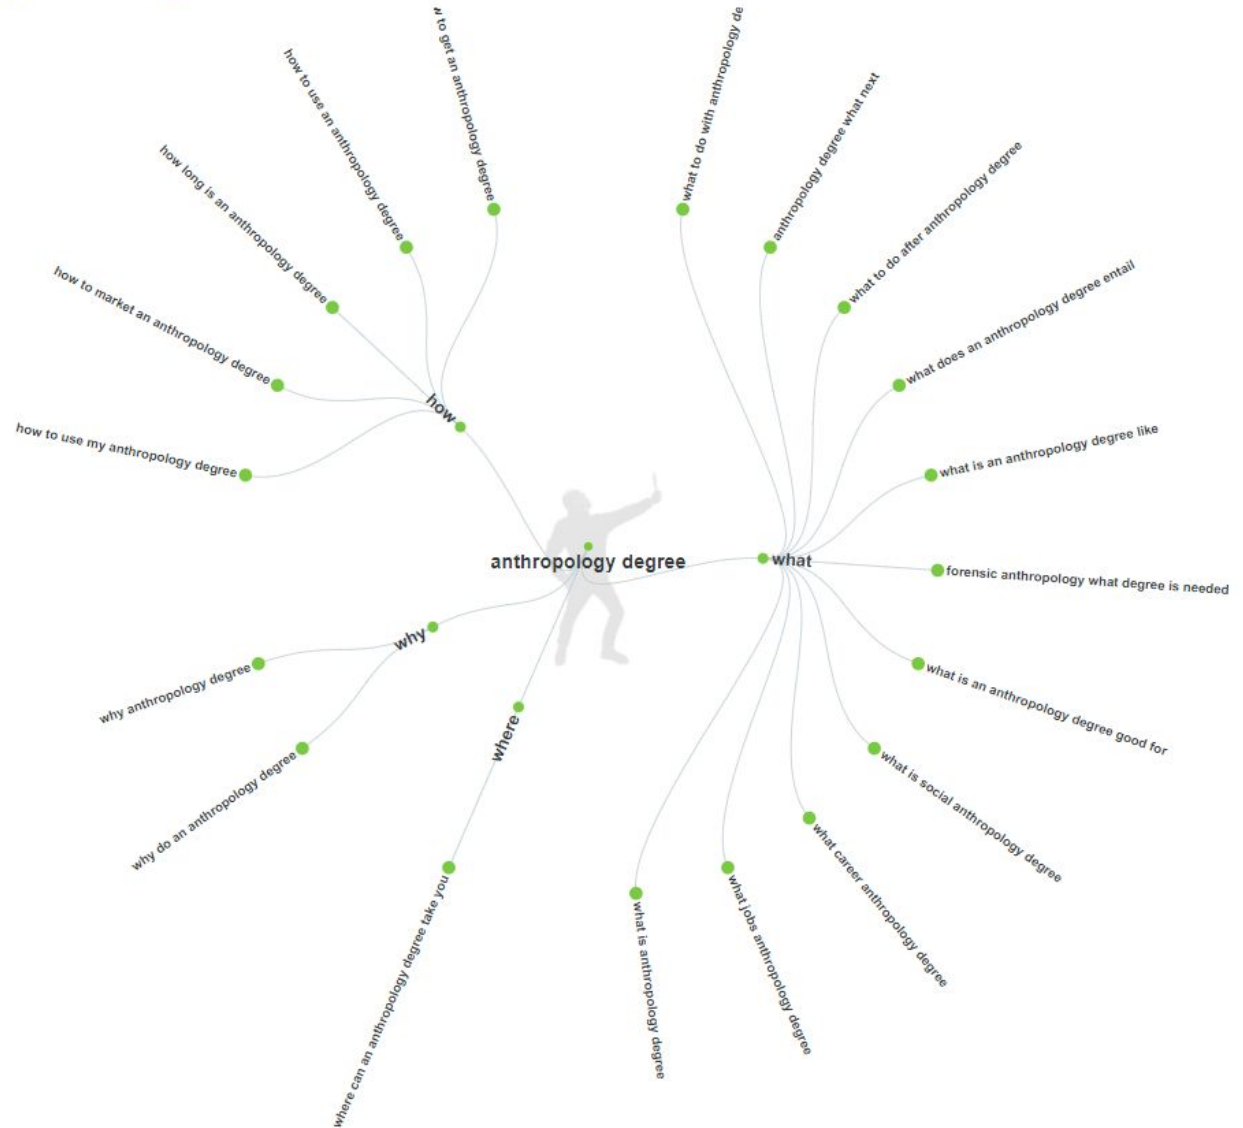 anthropology degree
how
to get an anthropology degree
how to use an anthropology degree
how long is an anthropology degree
how to market an anthropology degree
how to use my anthropology degree
what
what to do with anthropology de
anthropology degree what next
what to do after anthropology degree
what does an anthropology degree entail
what is an anthropology degree like
forensic anthropology what degree is needed
what is an anthropology degree good for
what is social anthropology degree
what career anthropology degree
what jobs anthropology degree
what is anthropology degree
where
where can an anthropology degree take you
why
why anthropology degree
why do an anthropology degree